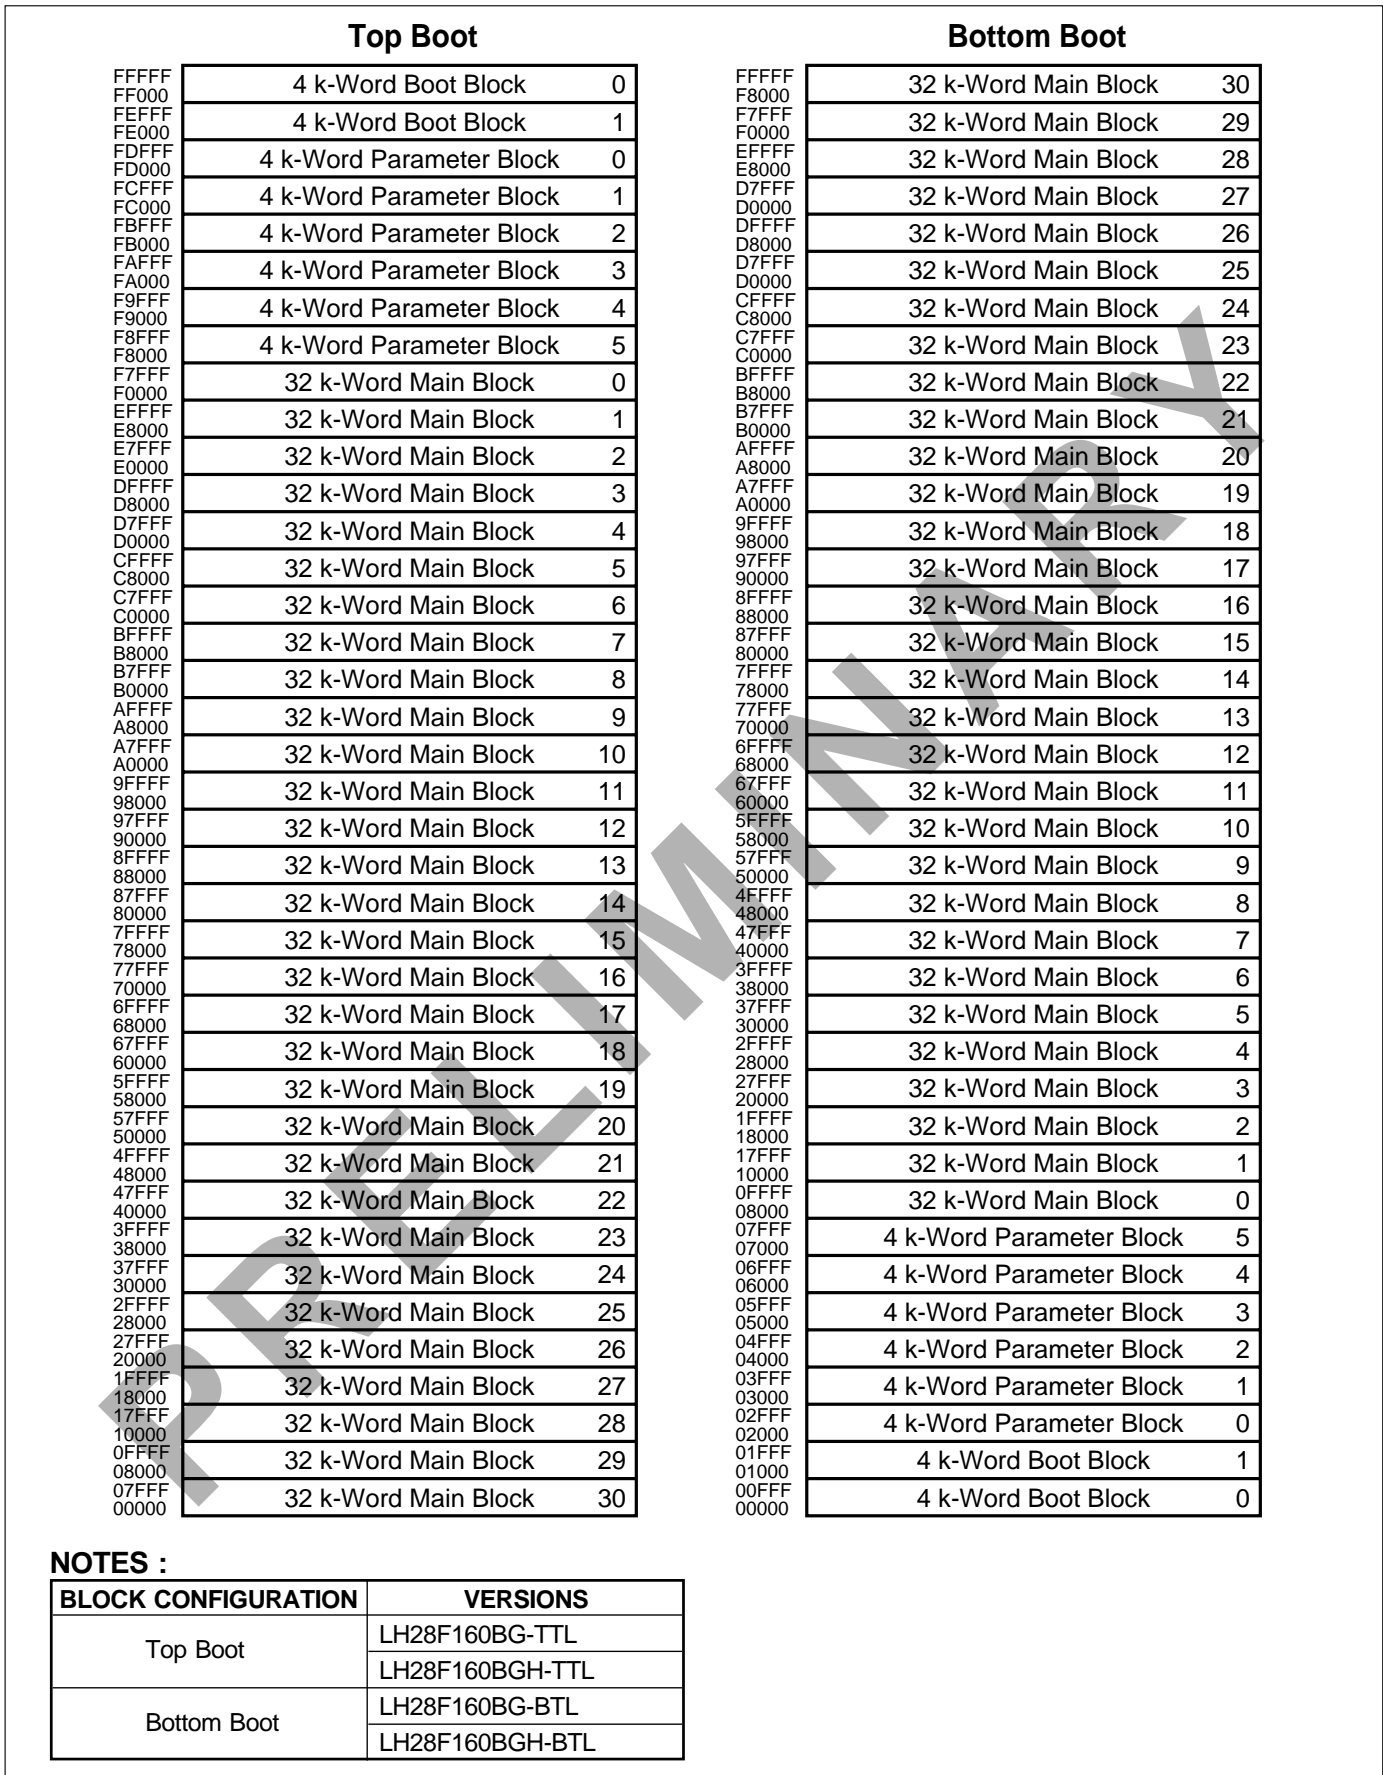 Top Boot
FFFFF
FF000
4 k-Word Boot Block 0
FEFFF
FE000
4 k-Word Boot Block 1
FDFFF
FD000
4 k-Word Parameter Block 0
FCFFF
FC000
4 k-Word Parameter Block 1
FBFFF
FB000
4 k-Word Parameter Block 2
FAFFF
FA000
4 k-Word Parameter Block 3
F9FFF
F9000
4 k-Word Parameter Block 4
F8FFF
F8000
4 k-Word Parameter Block 5
F7FFF
F0000
32 k-Word Main Block 0
EFFFF
E8000
32 k-Word Main Block 1
E7FFF
E0000
32 k-Word Main Block 2
DFFFF
D8000
32 k-Word Main Block 3
D7FFF
D0000
32 k-Word Main Block 4
CFFFF
C8000
32 k-Word Main Block 5
C7FFF
C0000
32 k-Word Main Block 6
BFFFF
B8000
32 k-Word Main Block 7
B7FFF
B0000
32 k-Word Main Block 8
AFFFF
A8000
32 k-Word Main Block 9
A7FFF
A0000
32 k-Word Main Block 10
9FFFF
98000
32 k-Word Main Block 11
97FFF
90000
32 k-Word Main Block 12
8FFFF
88000
32 k-Word Main Block 13
87FFF
80000
32 k-Word Main Block 14
7FFFF
78000
32 k-Word Main Block 15
77FFF
70000
32 k-Word Main Block 16
6FFFF
68000
32 k-Word Main Block 17
67FFF
60000
32 k-Word Main Block 18
5FFFF
58000
32 k-Word Main Block 19
57FFF
50000
32 k-Word Main Block 20
4FFFF
48000
32 k-Word Main Block 21
47FFF
40000
32 k-Word Main Block 22
3FFFF
38000
32 k-Word Main Block 23
37FFF
30000
32 k-Word Main Block 24
2FFFF
28000
32 k-Word Main Block 25
27FFF
20000
32 k-Word Main Block 26
1FFFF
18000
32 k-Word Main Block 27
17FFF
10000
32 k-Word Main Block 28
0FFFF
08000
32 k-Word Main Block 29
07FFF
00000
32 k-Word Main Block 30
Bottom Boot
FFFFF
F8000
32 k-Word Main Block 30
F7FFF
F0000
32 k-Word Main Block 29
EFFFF
E8000
32 k-Word Main Block 28
D7FFF
D0000
32 k-Word Main Block 27
DFFFF
D8000
32 k-Word Main Block 26
D7FFF
D0000
32 k-Word Main Block 25
CFFFF
C8000
32 k-Word Main Block 24
C7FFF
C0000
32 k-Word Main Block 23
BFFFF
B8000
32 k-Word Main Block 22
B7FFF
B0000
32 k-Word Main Block 21
AFFFF
A8000
32 k-Word Main Block 20
A7FFF
A0000
32 k-Word Main Block 19
9FFFF
98000
32 k-Word Main Block 18
97FFF
90000
32 k-Word Main Block 17
8FFFF
88000
32 k-Word Main Block 16
87FFF
80000
32 k-Word Main Block 15
7FFFF
78000
32 k-Word Main Block 14
77FFF
70000
32 k-Word Main Block 13
6FFFF
68000
32 k-Word Main Block 12
67FFF
60000
32 k-Word Main Block 11
5FFFF
58000
32 k-Word Main Block 10
57FFF
50000
32 k-Word Main Block 9
4FFFF
48000
32 k-Word Main Block 8
47FFF
40000
32 k-Word Main Block 7
3FFFF
38000
32 k-Word Main Block 6
37FFF
30000
32 k-Word Main Block 5
2FFFF
28000
32 k-Word Main Block 4
27FFF
20000
32 k-Word Main Block 3
1FFFF
18000
32 k-Word Main Block 2
17FFF
10000
32 k-Word Main Block 1
0FFFF
08000
32 k-Word Main Block 0
07FFF
07000
4 k-Word Parameter Block 5
06FFF
06000
4 k-Word Parameter Block 4
05FFF
05000
4 k-Word Parameter Block 3
04FFF
04000
4 k-Word Parameter Block 2
03FFF
03000
4 k-Word Parameter Block 1
02FFF
02000
4 k-Word Parameter Block 0
01FFF
01000
4 k-Word Boot Block 1
00FFF
00000
4 k-Word Boot Block 0
PRELIMINARY
NOTES :
BLOCK CONFIGURATION VERSIONS
Top Boot
LH28F160BG-TTL
LH28F160BGH-TTL
Bottom Boot
LH28F160BG-BTL
LH28F160BGH-BTL